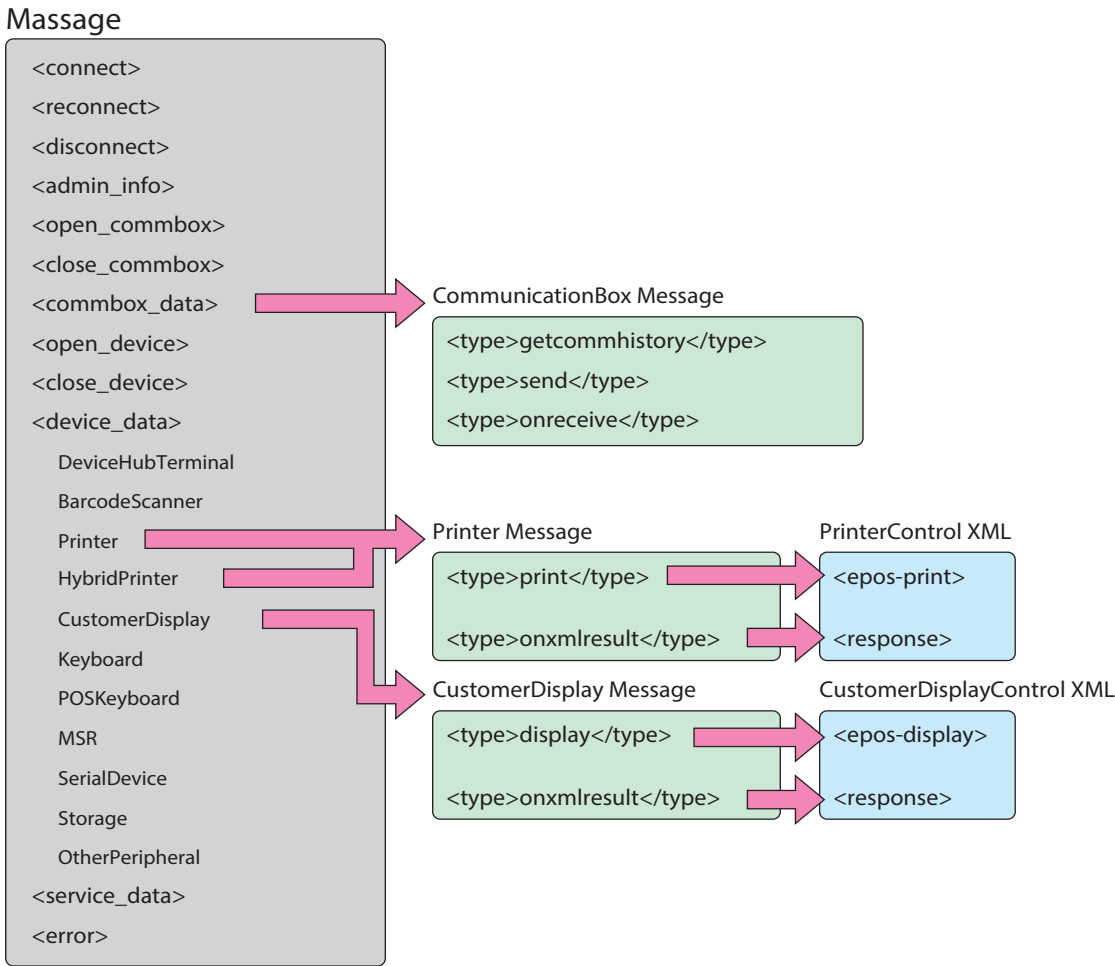 Massage
<connect>
<reconnect>
<disconnect>
<admin_info>
<open_commbox>
<close_commbox>
<commbox_data>
<open_device>
<close_device>
<device_data>
DeviceHubTerminal
BarcodeScanner
Printer
HybridPrinter
CustomerDisplay
Keyboard
POSKeyboard
MSR
SerialDevice
Storage
OtherPeripheral
<service_data>
<error>
CommunicationBox Message
<type>getcommhistory</type>
<type>send</type>
<type>onreceive</type>
Printer Message
<type>print</type>
<type>onxmlresult</type>
PrinterControl XML
<epos-print>
<response>
CustomerDisplay Message
<type>display</type>
<type>onxmlresult</type>
CustomerDisplayControl XML
<epos-display>
<response>